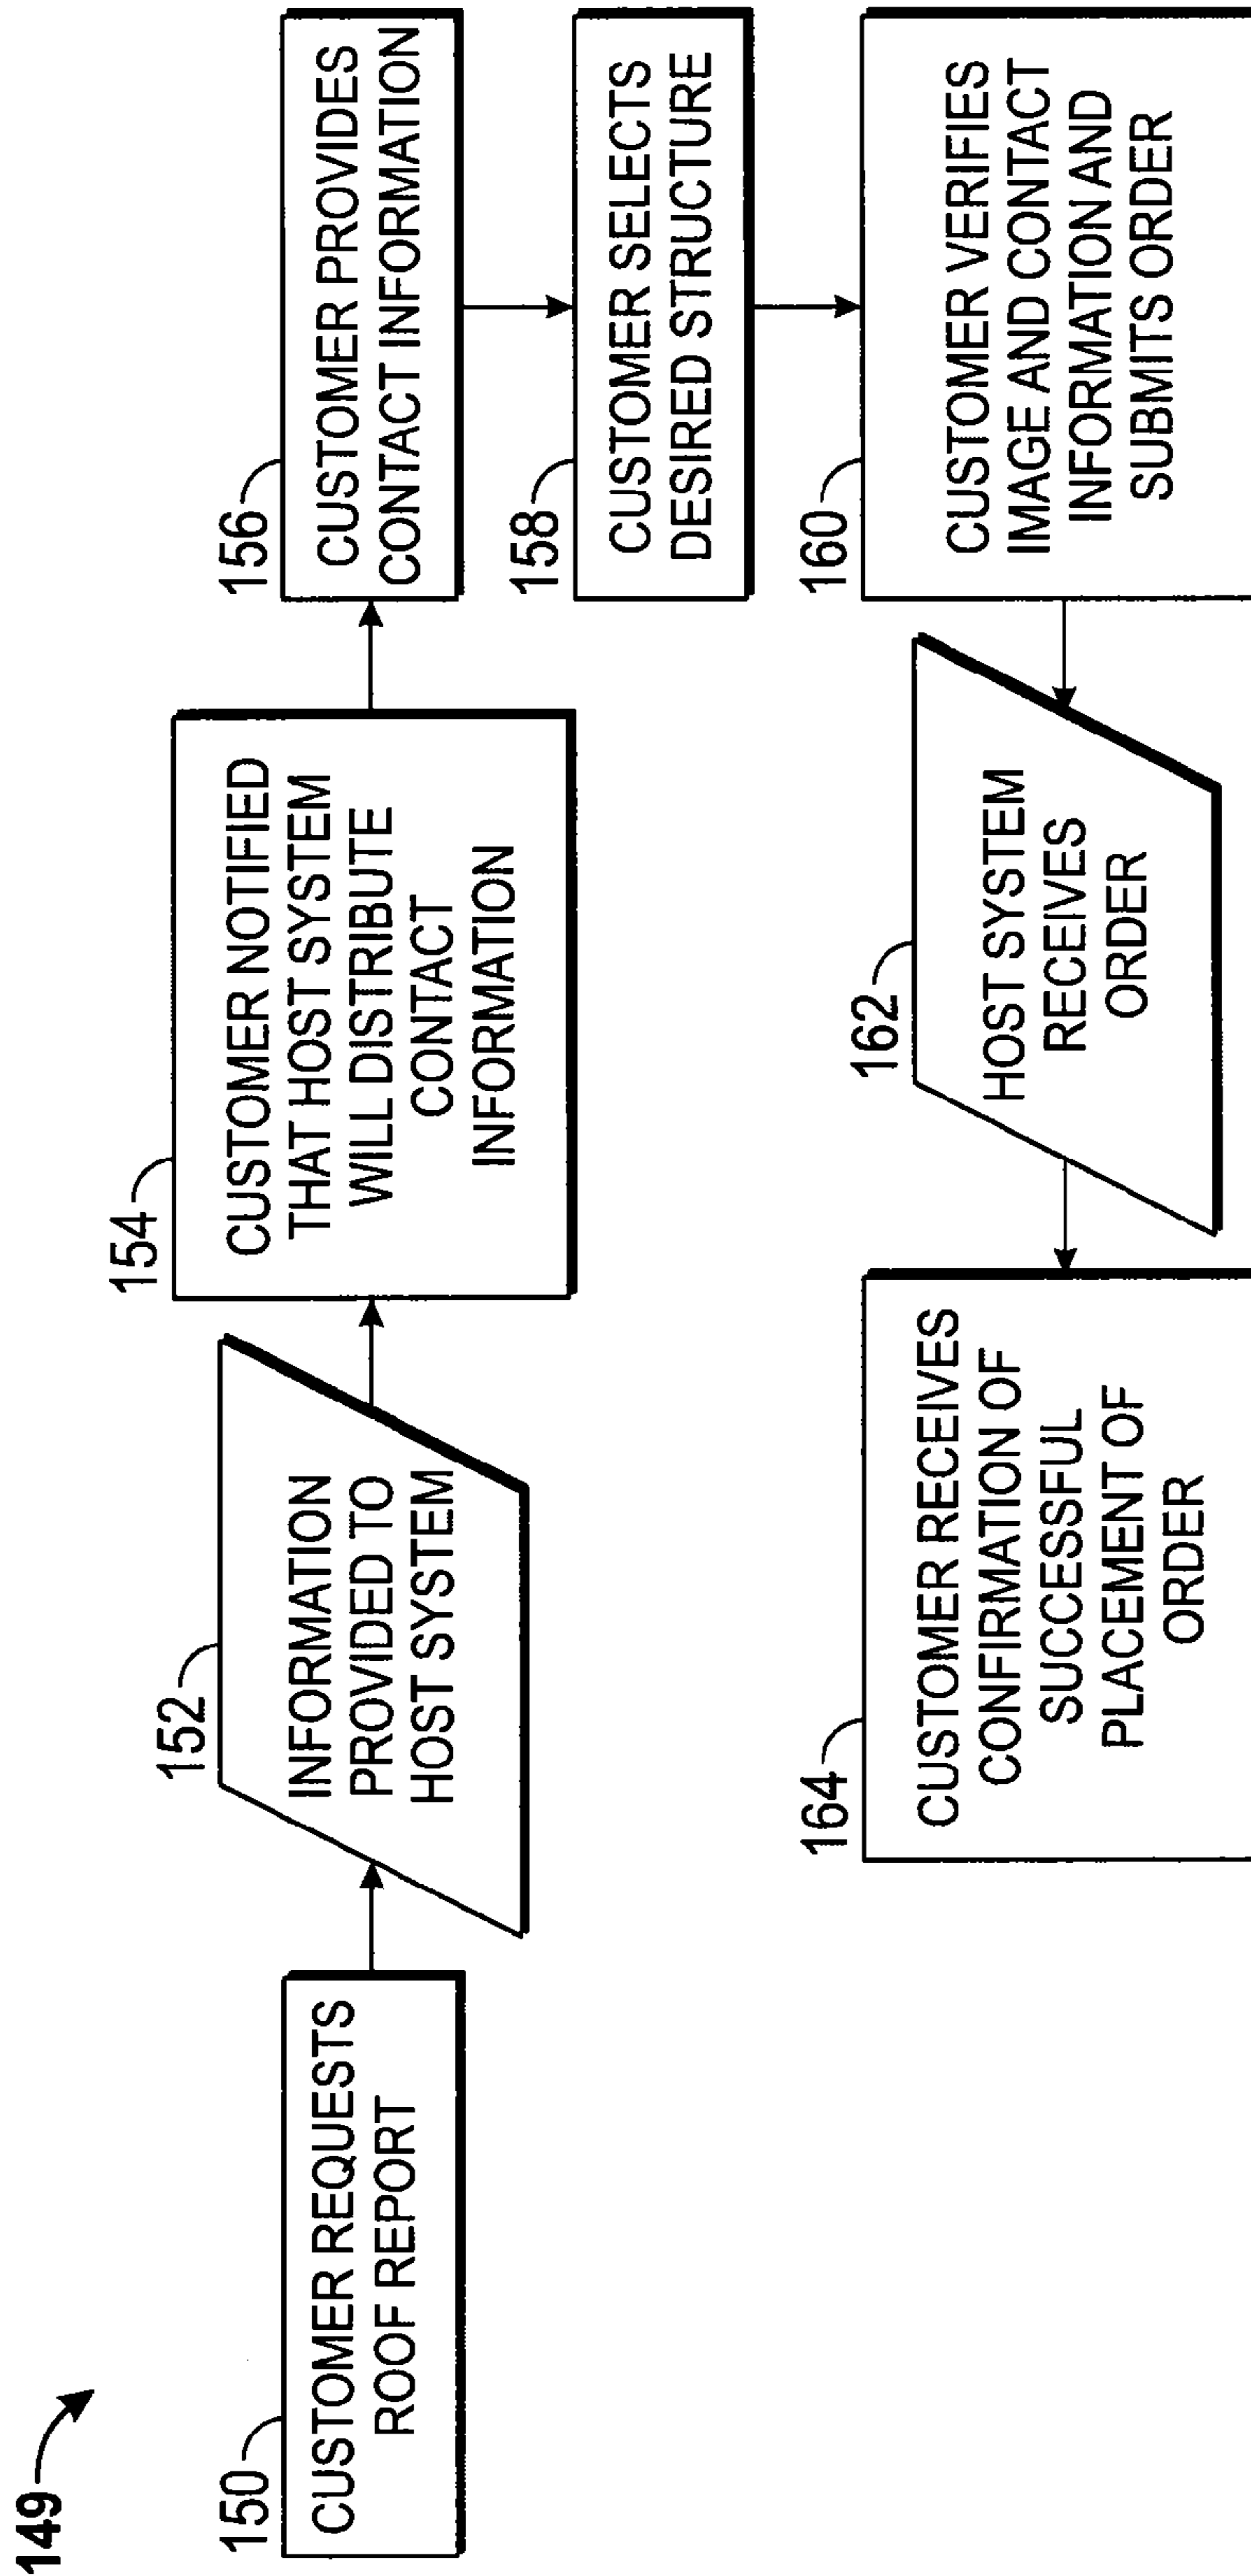 149
150
CUSTOMER REQUESTS
ROOF REPORT
152
INFORMATION
PROVIDED TO
HOST SYSTEM
154
CUSTOMER NOTIFIED
THAT HOST SYSTEM
WILL DISTRIBUTE
CONTACT
INFORMATION
156
CUSTOMER PROVIDES
CONTACT INFORMATION
158
CUSTOMER SELECTS
DESIRED STRUCTURE
160
CUSTOMER VERIFIES
IMAGE AND CONTACT
INFORMATION AND
SUBMITS ORDER
162
HOST SYSTEM
RECEIVES
ORDER
164
CUSTOMER RECEIVES
CONFIRMATION OF
SUCCESSFUL
PLACEMENT OF
ORDER